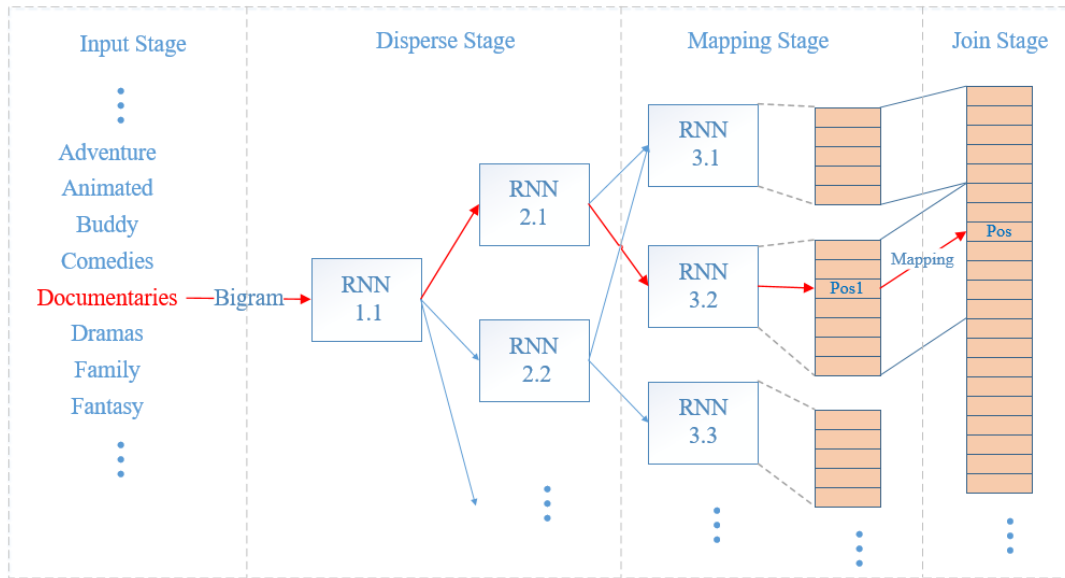 Input Stage
Disperse Stage
Mapping Stage
Join Stage
Adventure
Animated
Buddy
Comedies
Documentaries
Dramas
Family
Fantasy
Bigram
RNN
1.1
RNN
2.1
RNN
2.2
RNN
3.1
RNN
3.2
RNN
3.3
Pos1
Mapping
Pos